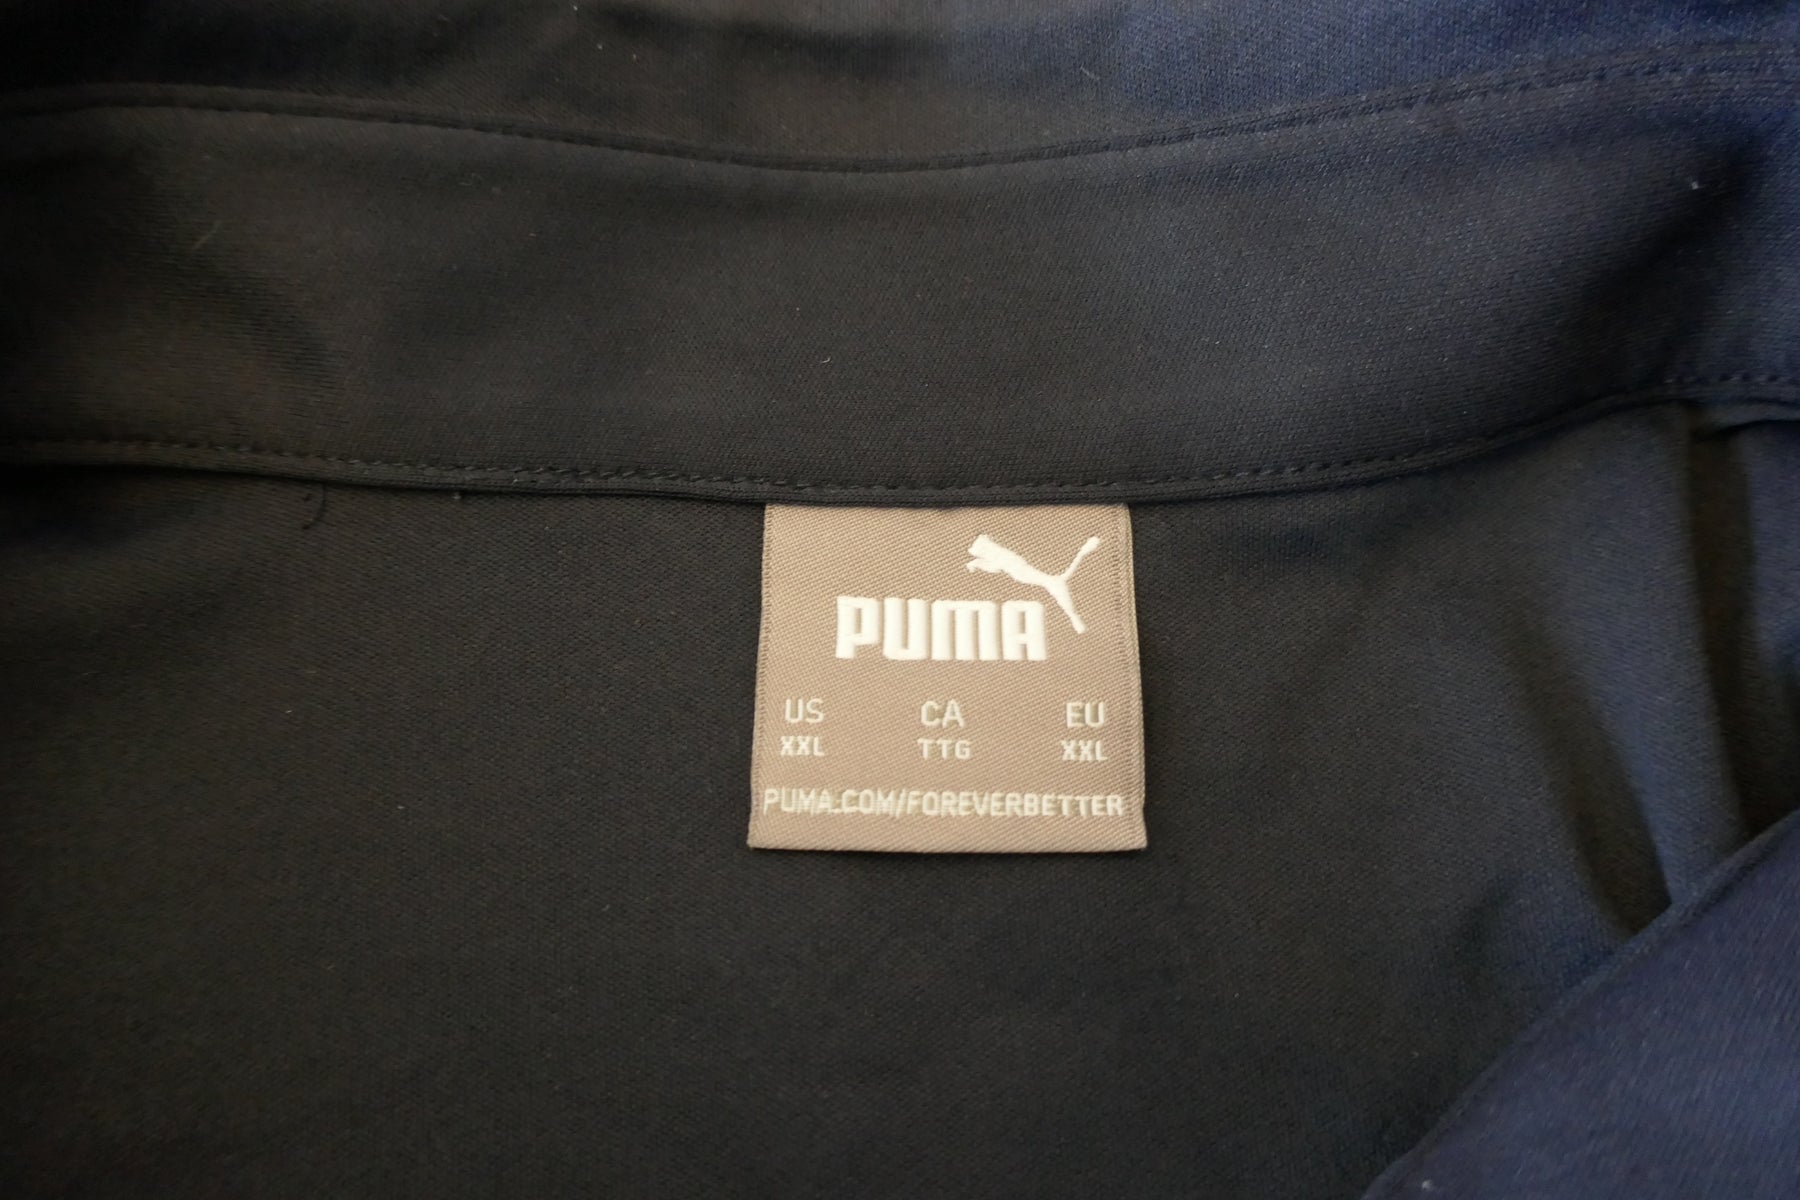 PUMA
US CA EU
XXL TTG XXL
PUMA.COM/FOREVERBETTER